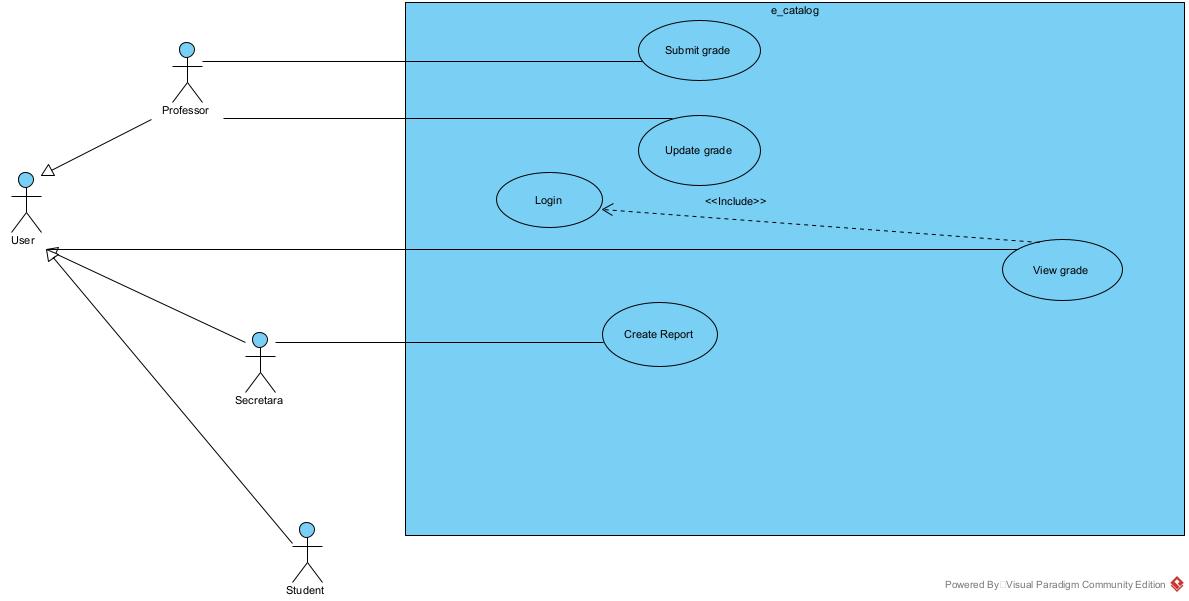 e_catalog
Submit grade
Professor
Update grade
Login
<<Include>>
User
View grade
Create Report
Secretara
Student
Powered By Visual Paradigm Community Edition